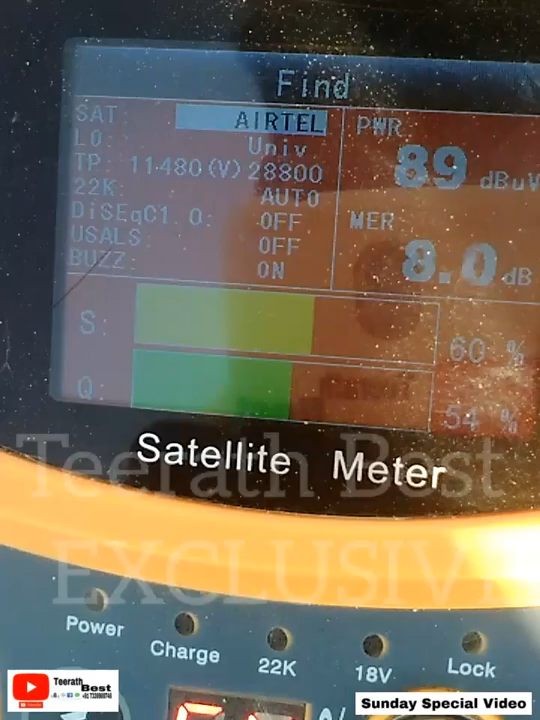 Find
SAT: AIRTEL
LO: Univ
TP: 11480 (V) 28800
22K: AUTO
DiSEqC1.0: OFF
USALS: OFF
BUZZ: ON
PWR
89 dBuV
MER
8.0 dB
S: 60 %
Q: 54 %
Satellite Meter
Teerath Best
EXCLUSIVE
Power
Charge
22K
18V
Lock
Teerath
Best
Sunday Special Video